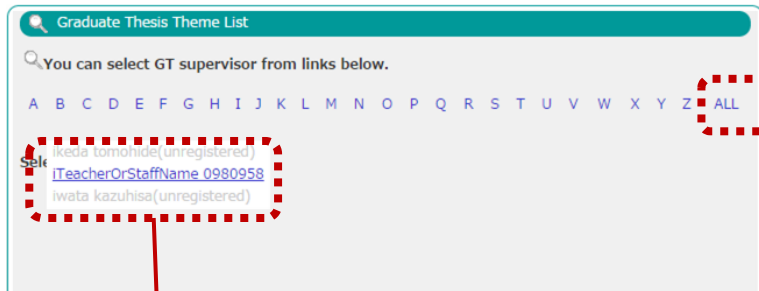 Graduate Thesis Theme List
You can select GT supervisor from links below.
A B C D E F G H I J K L M N O P Q R S T U V W X Y Z ALL
ikeda tomohide(unregistered)
Sele
iTeacherOrStaffName 0980958
iwata kazuhisa(unregistered)